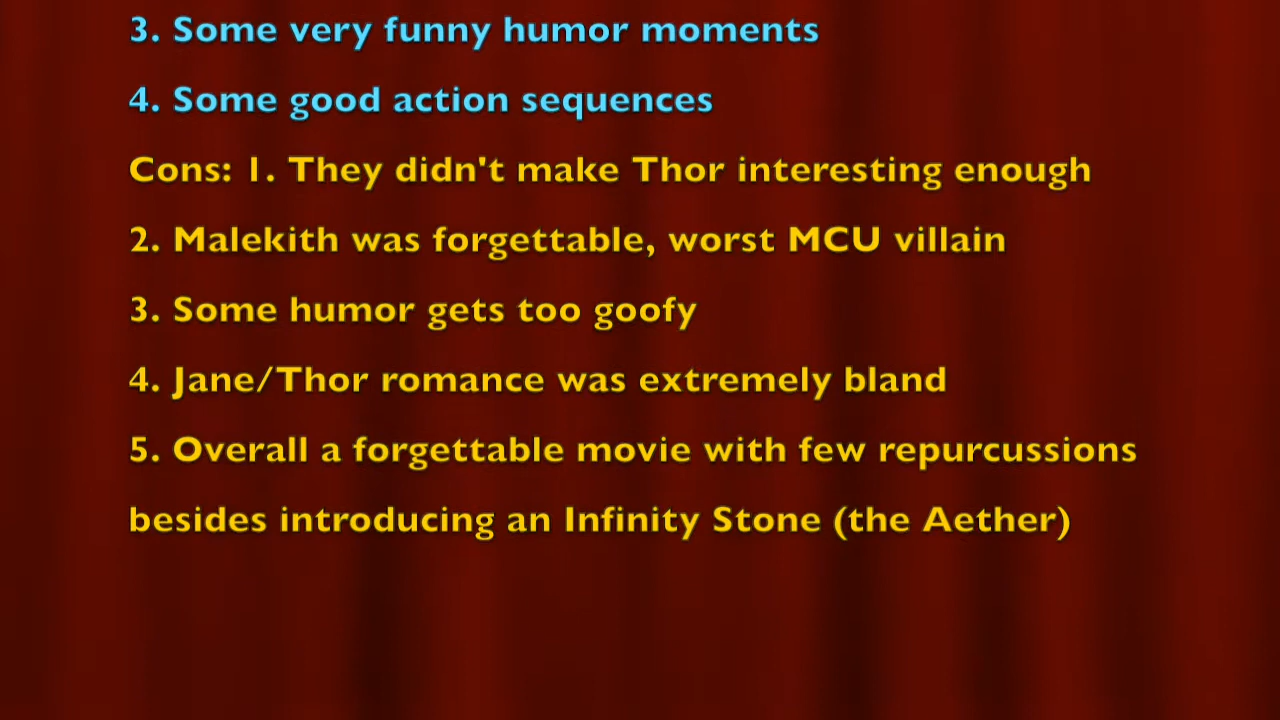 3. Some very funny humor moments
4. Some good action sequences
Cons: 1. They didn't make Thor interesting enough
2. Malekith was forgettable, worst MCU villain
3. Some humor gets too goofy
4. Jane/Thor romance was extremely bland
5. Overall a forgettable movie with few repurcussions
besides introducing an Infinity Stone (the Aether)